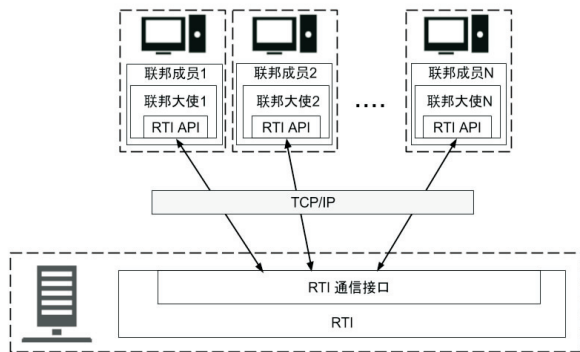 联邦成员1
联邦大使1
RTI API
联邦成员2
联邦大使2
RTI API
....
联邦成员N
联邦大使N
RTI API
TCP/IP
RTI 通信接口
RTI